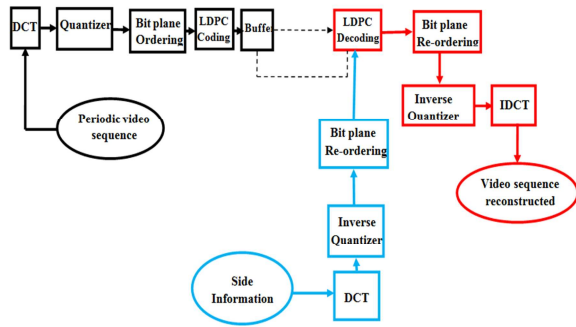 DCT
Quantizer
Bit plane
Ordering
LDPC
Coding
Buffer
LDPC
Decoding
Bit plane
Re-ordering
Periodic video
sequence
Inverse
Quantizer
IDCT
Bit plane
Re-ordering
Video sequence
reconstructed
Inverse
Quantizer
Side
Information
DCT